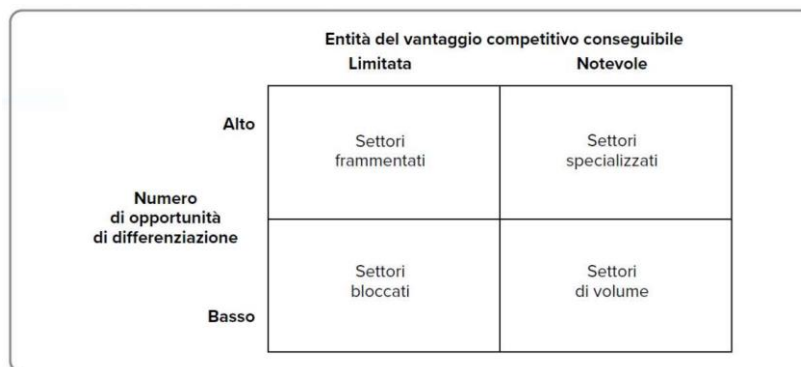 Entità del vantaggio competitivo conseguibile
Limitata Notevole
Alto
Settori
frammentati
Settori
specializzati
Numero
di opportunità
di differenziazione
Settori
bloccati
Settori
di volume
Basso